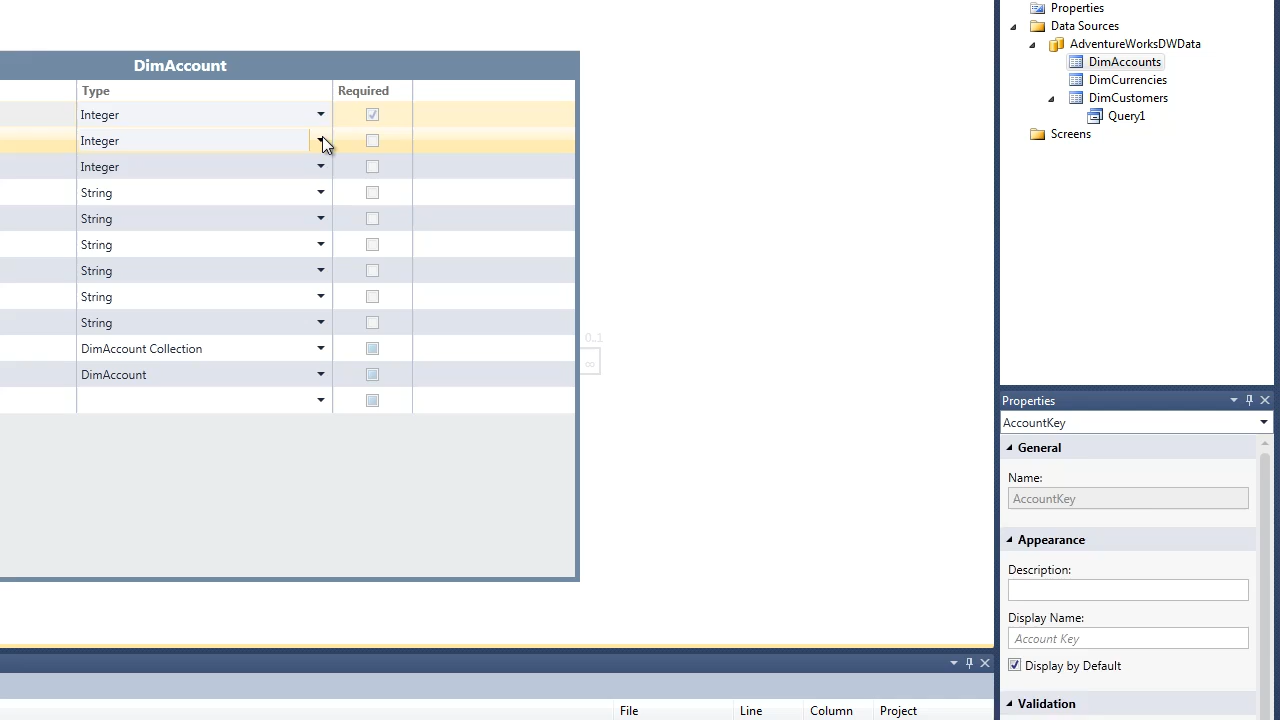 DimAccount
Type Required
Integer
Integer
Integer
String
String
String
String
String
String
DimAccount Collection
DimAccount
0..1
∞
File Line Column Project
Properties
Data Sources
AdventureWorksDWData
DimAccounts
DimCurrencies
DimCustomers
Query1
Screens
Properties
AccountKey
General
Name:
AccountKey
Appearance
Description:
Display Name:
Account Key
Display by Default
Validation